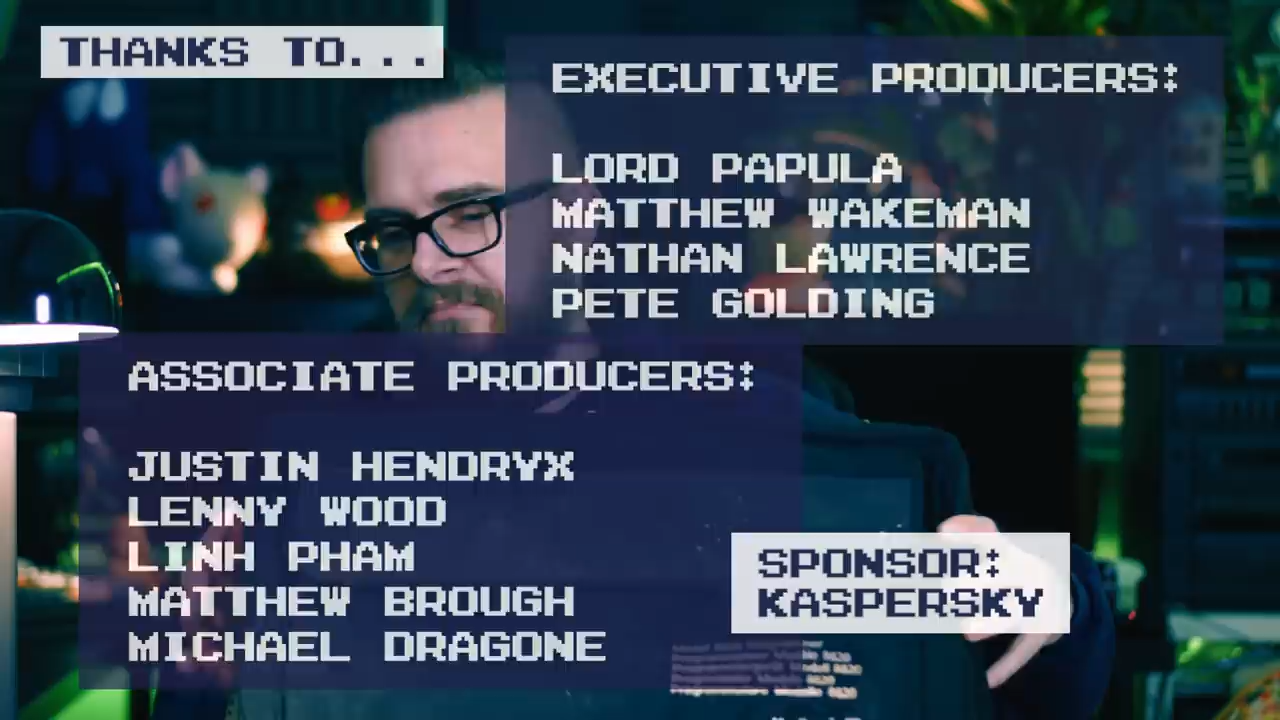 THANKS TO...
EXECUTIVE PRODUCERS:
LORD PAPULA
MATTHEW WAKEMAN
NATHAN LAWRENCE
PETE GOLDING
ASSOCIATE PRODUCERS:
JUSTIN HENDRYX
LENNY WOOD
LINH PHAM
MATTHEW BROUGH
MICHAEL DRAGONE
SPONSOR:
KASPERSKY